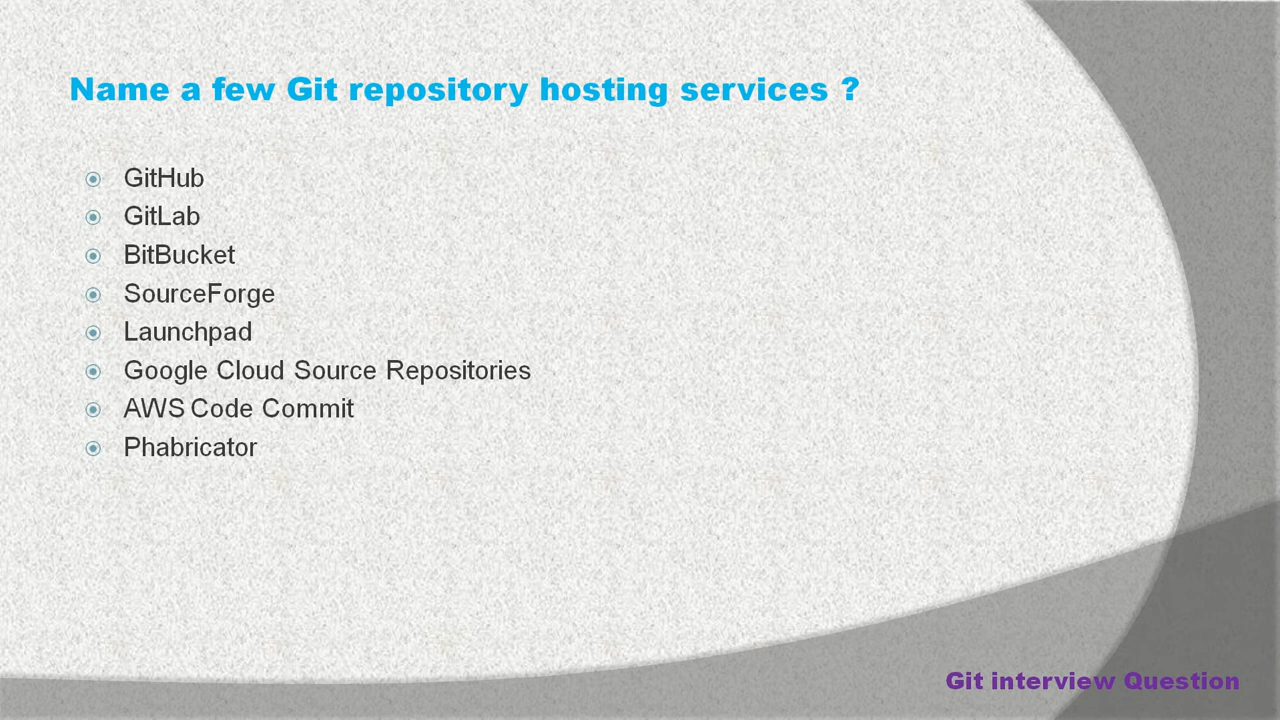 Name a few Git repository hosting services ?
GitHub
GitLab
BitBucket
SourceForge
Launchpad
Google Cloud Source Repositories
AWS Code Commit
Phabricator
Git interview Question